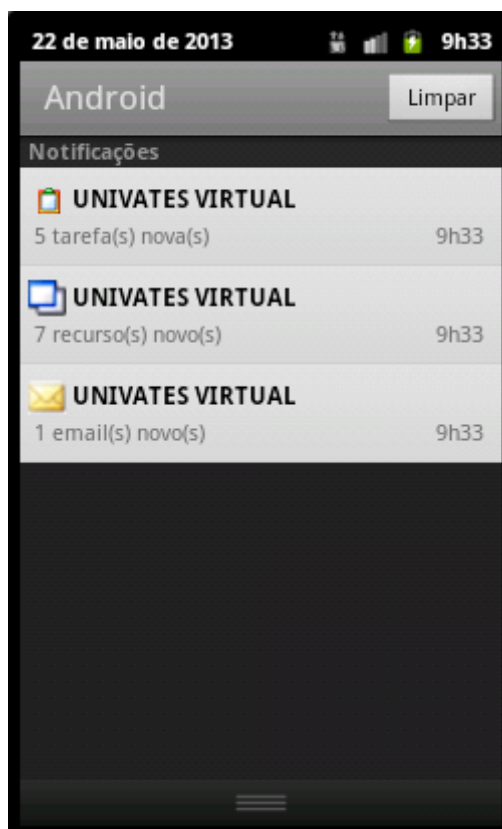 22 de maio de 2013 9h33
Android Limpar
Notificações
UNIVATES VIRTUAL
5 tarefa(s) nova(s) 9h33
UNIVATES VIRTUAL
7 recurso(s) novo(s) 9h33
UNIVATES VIRTUAL
1 email(s) novo(s) 9h33